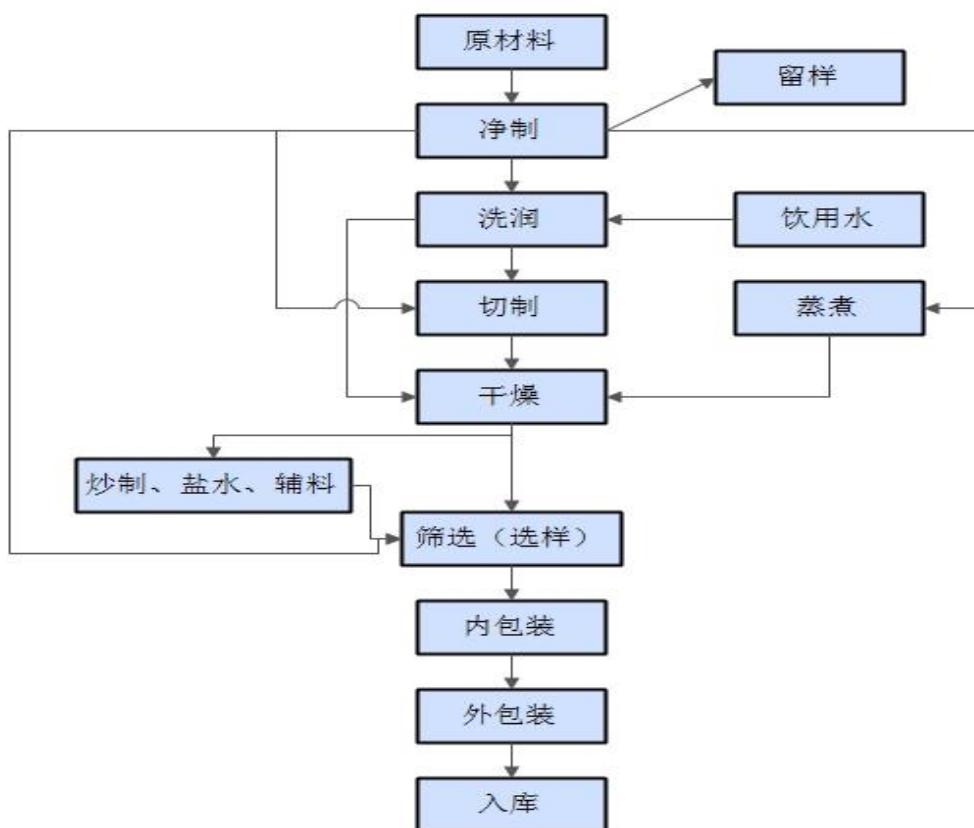 原材料
留样
净制
洗润
饮用水
切制
蒸煮
干燥
炒制、盐水、辅料
筛选（选样）
内包装
外包装
入库